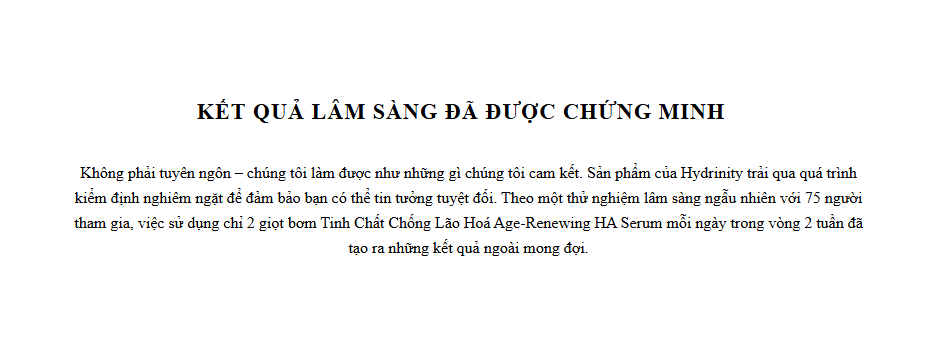 KẾT QUẢ LÂM SÀNG ĐÃ ĐƯỢC CHỨNG MINH
Không phải tuyên ngôn – chúng tôi làm được như những gì chúng tôi cam kết. Sản phẩm của Hydrinity trải qua quá trình
kiểm định nghiêm ngặt để đảm bảo bạn có thể tin tưởng tuyệt đối. Theo một thử nghiệm lâm sàng ngẫu nhiên với 75 người
tham gia, việc sử dụng chỉ 2 giọt bơm Tinh Chất Chống Lão Hoá Age-Renewing HA Serum mỗi ngày trong vòng 2 tuần đã
tạo ra những kết quả ngoài mong đợi.